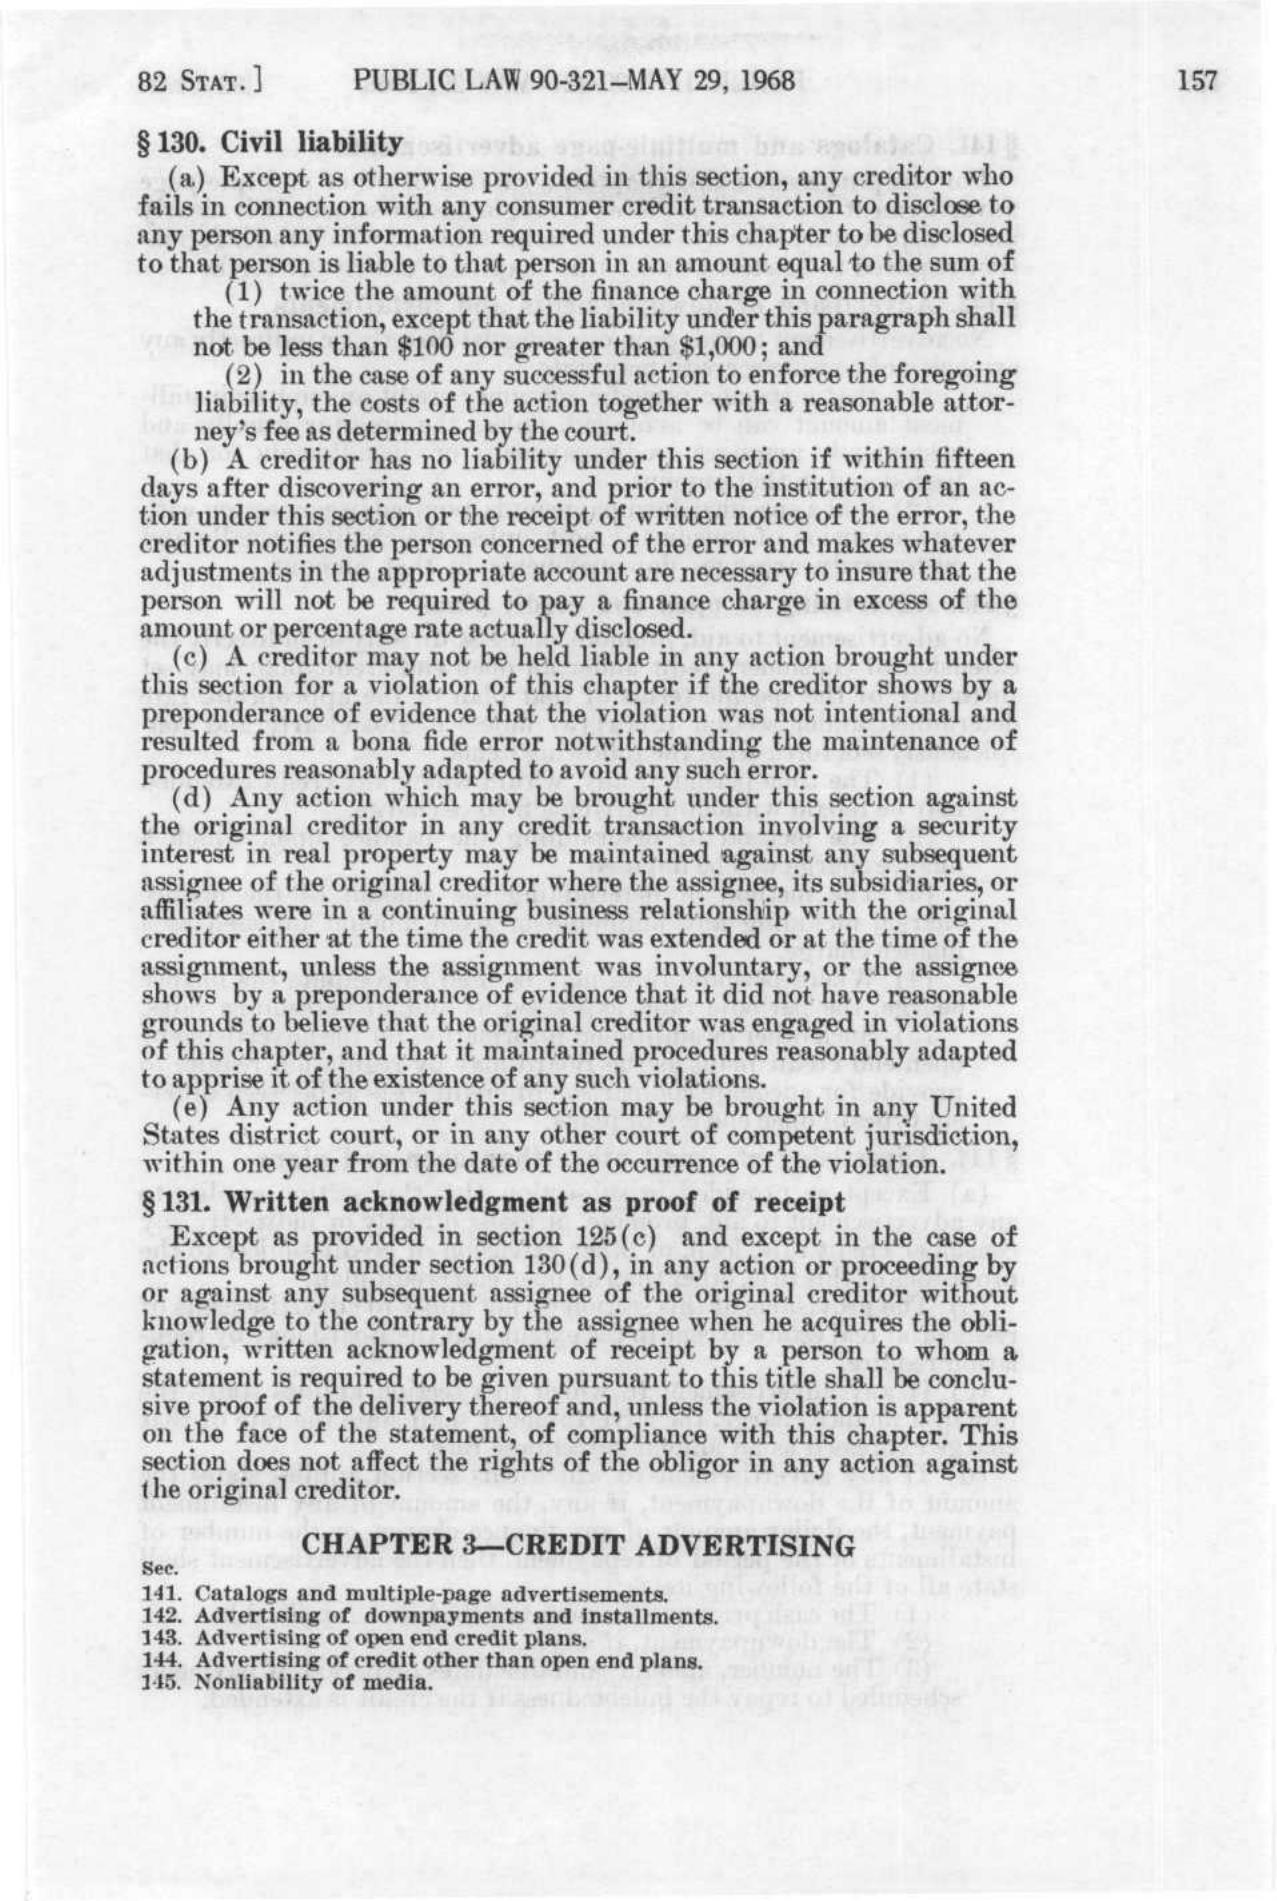 82 STAT. ] PUBLIC LAW 90-321–MAY 29, 1968 157
§ 130. Civil liability
(a) Except as otherwise provided in this section, any creditor who
fails in connection with any consumer credit transaction to disclose to
any person any information required under this chapter to be disclosed
to that person is liable to that person in an amount equal to the sum of
(1) twice the amount of the finance charge in connection with
the transaction, except that the liability under this paragraph shall
not be less than $100 nor greater than $1,000; and
(2) in the case of any successful action to enforce the foregoing
liability, the costs of the action together with a reasonable attor-
ney's fee as determined by the court.
(b) A creditor has no liability under this section if within fifteen
days after discovering an error, and prior to the institution of an ac-
tion under this section or the receipt of written notice of the error, the
creditor notifies the person concerned of the error and makes whatever
adjustments in the appropriate account are necessary to insure that the
person will not be required to pay a finance charge in excess of the
amount or percentage rate actually disclosed.
(c) A creditor may not be held liable in any action brought under
this section for a violation of this chapter if the creditor shows by a
preponderance of evidence that the violation was not intentional and
resulted from a bona fide error notwithstanding the maintenance of
procedures reasonably adapted to avoid any such error.
(d) Any action which may be brought under this section against
the original creditor in any credit transaction involving a security
interest in real property may be maintained against any subsequent
assignee of the original creditor where the assignee, its subsidiaries, or
affiliates were in a continuing business relationship with the original
creditor either at the time the credit was extended or at the time of the
assignment, unless the assignment was involuntary, or the assignee
shows by a preponderance of evidence that it did not have reasonable
grounds to believe that the original creditor was engaged in violations
of this chapter, and that it maintained procedures reasonably adapted
to apprise it of the existence of any such violations.
(e) Any action under this section may be brought in any United
States district court, or in any other court of competent jurisdiction,
within one year from the date of the occurrence of the violation.
§ 131. Written acknowledgment as proof of receipt
Except as provided in section 125(c) and except in the case of
actions brought under section 130(d), in any action or proceeding by
or against any subsequent assignee of the original creditor without
knowledge to the contrary by the assignee when he acquires the obli-
gation, written acknowledgment of receipt by a person to whom a
statement is required to be given pursuant to this title shall be conclu-
sive proof of the delivery thereof and, unless the violation is apparent
on the face of the statement, of compliance with this chapter. This
section does not affect the rights of the obligor in any action against
the original creditor.
CHAPTER 3—CREDIT ADVERTISING
Sec.
141. Catalogs and multiple-page advertisements.
142. Advertising of downpayments and installments.
143. Advertising of open end credit plans.
144. Advertising of credit other than open end plans.
145. Nonliability of media.